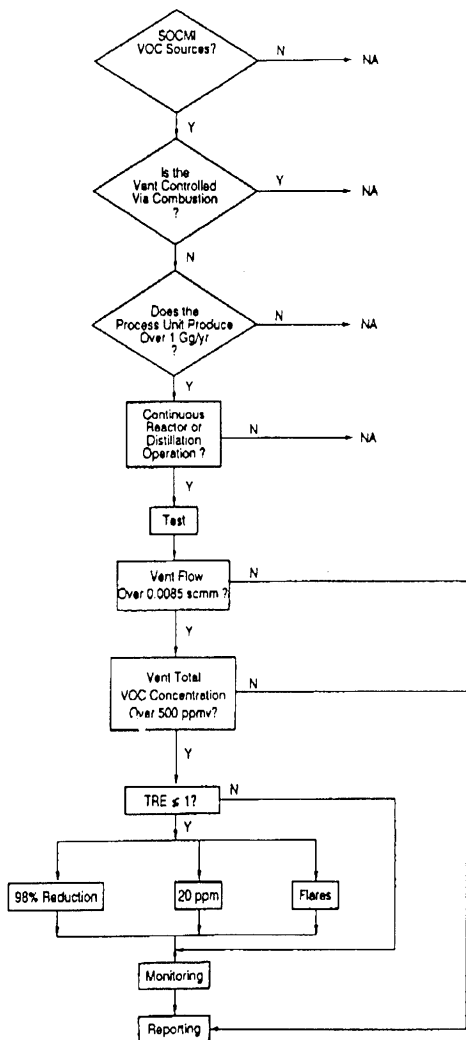 SOCMI
VOC Sources?
N
NA
Y
Is the
Vent Controlled
Via Combustion
?
Y
NA
N
Does the
Process Unit Produce
Over 1 Gg/yr
?
N
NA
Y
Continuous
Reactor or
Distillation
Operation ?
N
NA
Y
Test
Vent Flow
Over 0.0085 scmm ?
N
Y
Vent Total
VOC Concentration
Over 500 ppmv?
N
Y
TRE ≤ 1?
N
Y
98% Reduction
20 ppm
Flares
Monitoring
Reporting